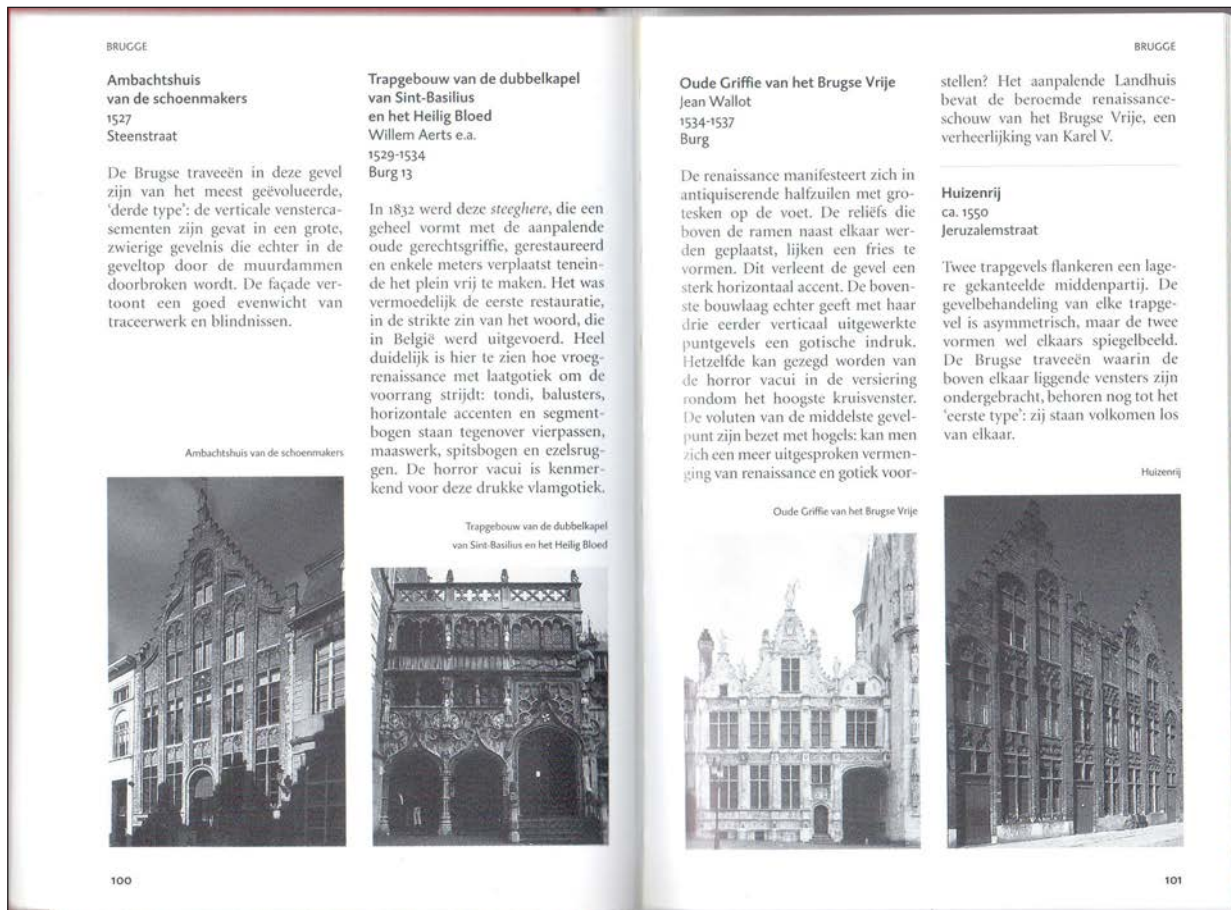 BRUGGE
Ambachtshuis
van de schoenmakers
1527
Steenstraat
De Brugse traveeën in deze gevel
zijn van het meest geëvolueerde,
‘derde type’: de verticale vensterca-
sementen zijn gevat in een grote,
zwierige gevelnis die echter in de
geveltop door de muurdammen
doorbroken wordt. De façade ver-
toont een goed evenwicht van
traceerwerk en blindnissen.
Ambachtshuis van de schoenmakers
Trapgebouw van de dubbelkapel
van Sint-Basilius
en het Heilig Bloed
Willem Aerts e.a.
1529-1534
Burg 13
In 1832 werd deze steeghere, die een
geheel vormt met de aanpalende
oude gerechtsgriffie, gerestaureerd
en enkele meters verplaatst tenein-
de het plein vrij te maken. Het was
vermoedelijk de eerste restauratie,
in de strikte zin van het woord, die
in België werd uitgevoerd. Heel
duidelijk is hier te zien hoe vroeg-
renaissance met laatgotiek om de
voorrang strijdt: tondi, balusters,
horizontale accenten en segment-
bogen staan tegenover vierpassen,
maaswerk, spitsbogen en ezelsrug-
gen. De horror vacui is kenmer-
kend voor deze drukke vlamgotiek.
Trapgebouw van de dubbelkapel
van Sint-Basilius en het Heilig Bloed
100
BRUGGE
Oude Griffie van het Brugse Vrije
Jean Wallot
1534-1537
Burg
De renaissance manifesteert zich in
antiquiserende halfzuilen met gro-
tesken op de voet. De reliëfs die
boven de ramen naast elkaar wer-
den geplaatst, lijken een fries te
vormen. Dit verleent de gevel een
sterk horizontaal accent. De boven-
ste bouwlaag echter geeft met haar
drie eerder verticaal uitgewerkte
puntgevels een gotische indruk.
Hetzelfde kan gezegd worden van
de horror vacui in de versiering
rondom het hoogste kruisvenster.
De voluten van de middelste gevel-
punt zijn bezet met hogels: kan men
zich een meer uitgesproken vermen-
ging van renaissance en gotiek voor-
Oude Griffie van het Brugse Vrije
stellen? Het aanpalende Landhuis
bevat de beroemde renaissance-
schouw van het Brugse Vrije, een
verheerlijking van Karel V.
Huizenrij
ca. 1550
Jeruzalemstraat
Twee trapgevels flankeren een lage-
re gekanteelde middenpartij. De
gevelbehandeling van elke trapge-
vel is asymmetrisch, maar de twee
vormen wel elkaars spiegelbeeld.
De Brugse traveeën waarin de
boven elkaar liggende vensters zijn
ondergebracht, behoren nog tot het
‘eerste type’: zij staan volkomen los
van elkaar.
Huizenrij
101